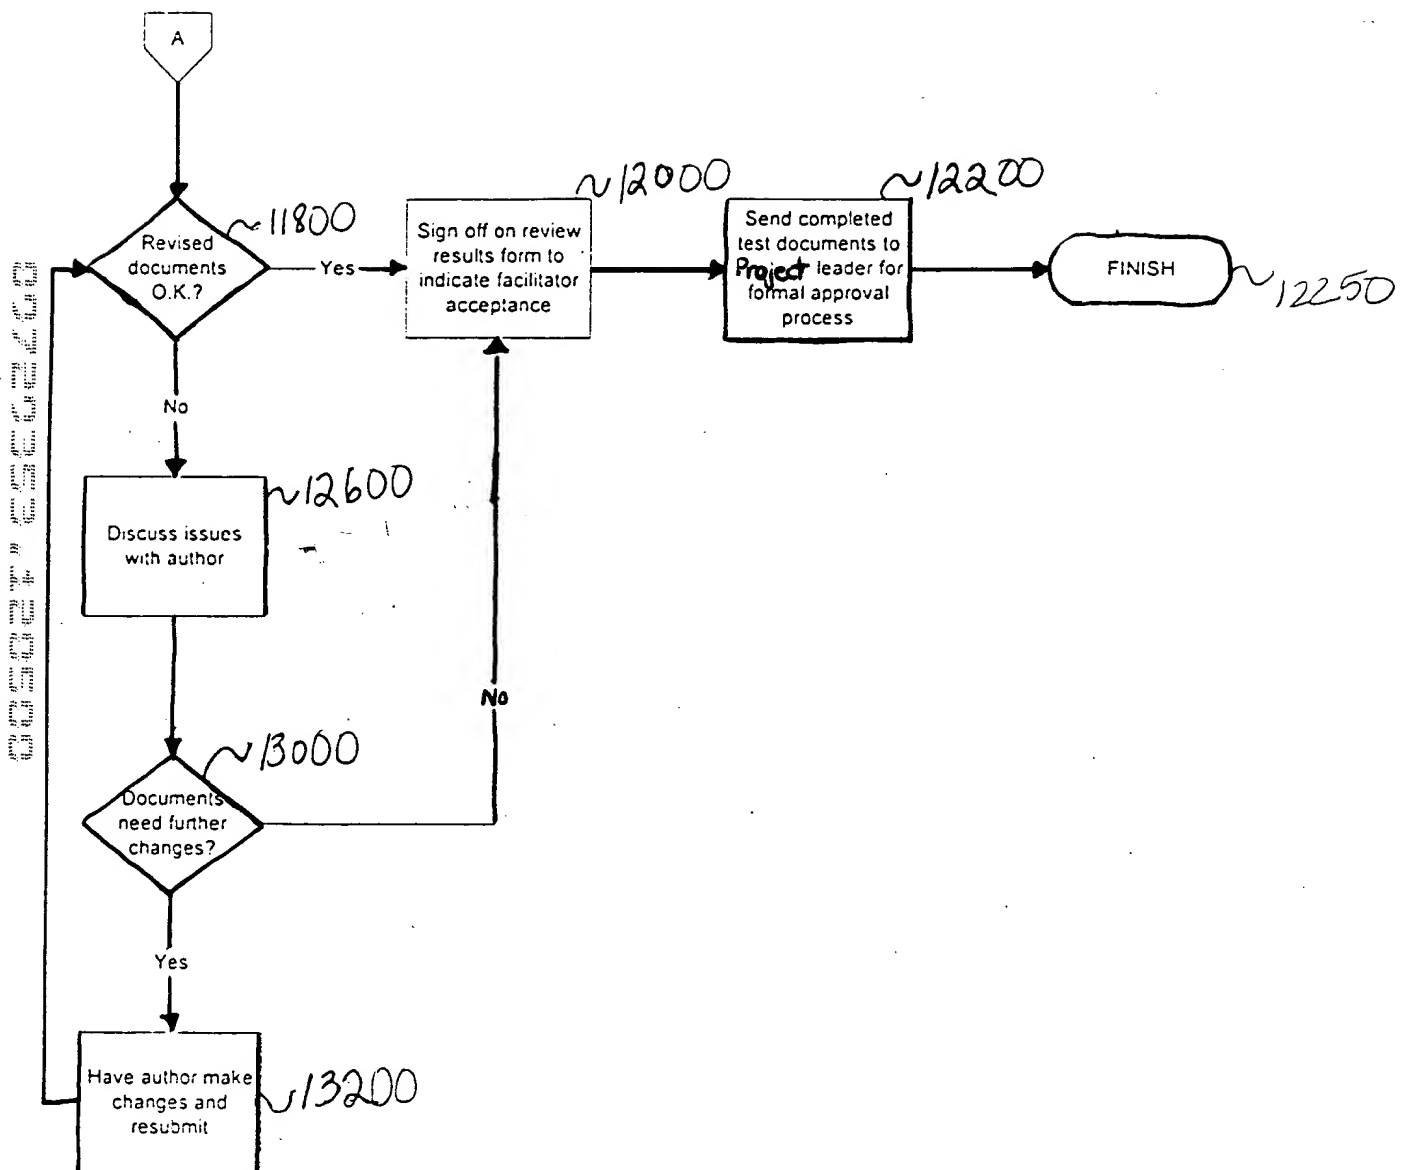 A
Revised
documents
O.K.?
11800
Yes
Sign off on review
results form to
indicate facilitator
acceptance
12000
Send completed
test documents to
Project leader for
formal approval
process
12200
FINISH
12250
No
Discuss issues
with author
12600
No
Documents
need further
changes?
13000
Yes
Have author make
changes and
resubmit
13200